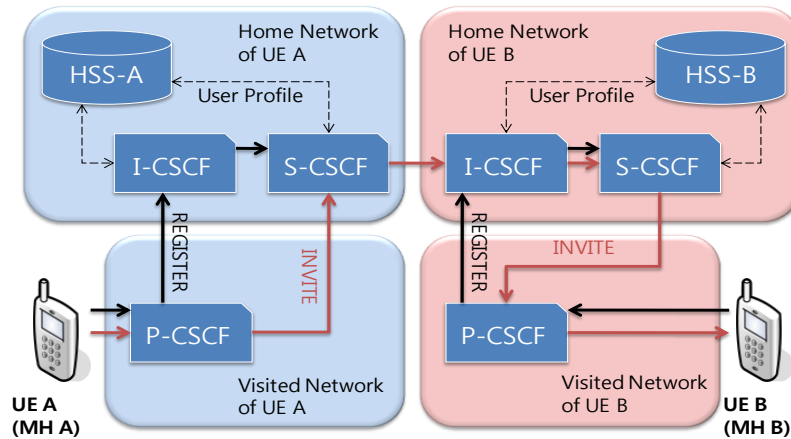 Home Network
of UE A
Home Network
of UE B
HSS-A
HSS-B
User Profile
User Profile
I-CSCF
S-CSCF
I-CSCF
S-CSCF
REGISTER
INVITE
REGISTER
INVITE
P-CSCF
P-CSCF
Visited Network
of UE A
Visited Network
of UE B
UE A
(MH A)
UE B
(MH B)